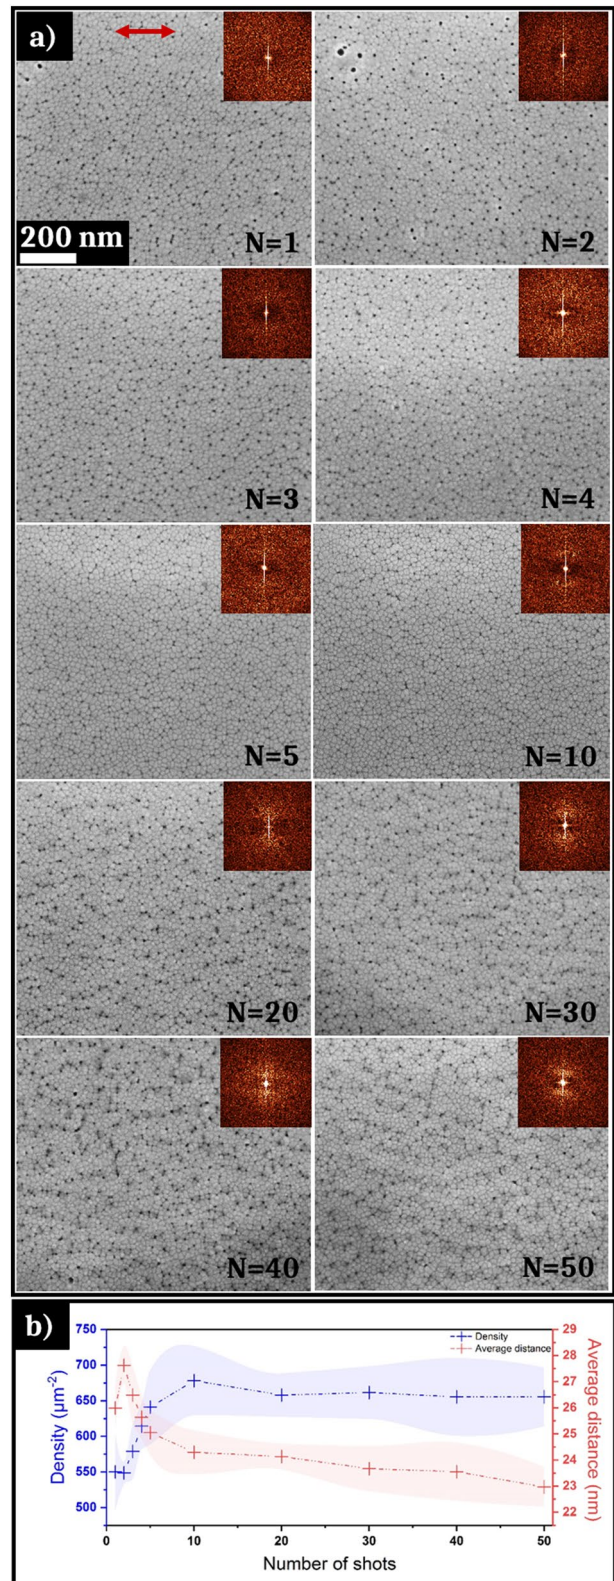 a)
200 nm
N=1
N=2
N=3
N=4
N=5
N=10
N=20
N=30
N=40
N=50
b)
Density
Average distance
Density (µm⁻²)
750
700
650
600
550
500
Average distance (nm)
29
28
27
26
25
24
23
22
0
10
20
30
40
50
Number of shots